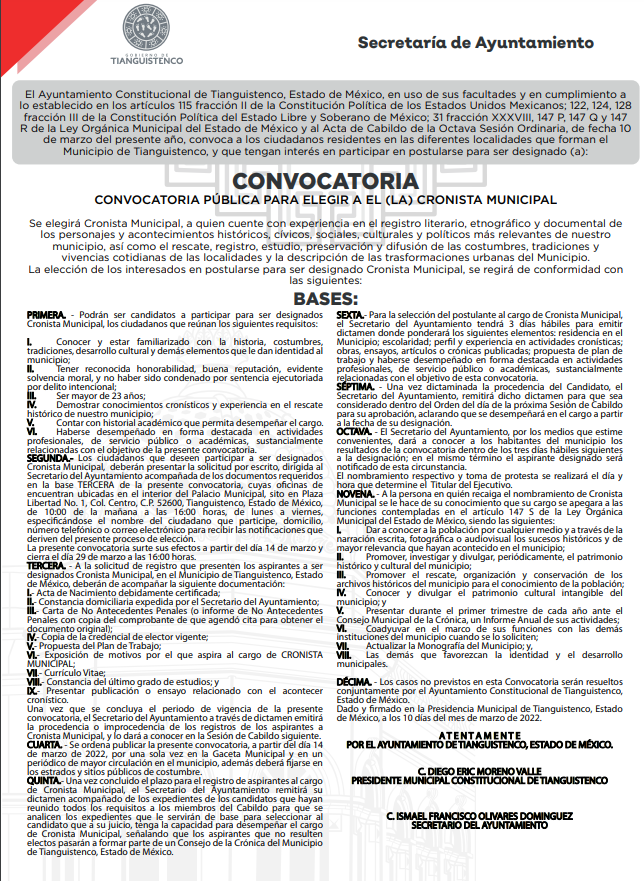 GOBIERNO DE
TIANGUISTENCO
Secretaría de Ayuntamiento
El Ayuntamiento Constitucional de Tianguistenco, Estado de México, en uso de sus facultades y en cumplimiento a
lo establecido en los artículos 115 fracción II de la Constitución Política de los Estados Unidos Mexicanos; 122, 124, 128
fracción III de la Constitución Política del Estado Libre y Soberano de México; 31 fracción XXXVIII, 147 P, 147 Q y 147
R de la Ley Orgánica Municipal del Estado de México y al Acta de Cabildo de la Octava Sesión Ordinaria, de fecha 10
de marzo del presente año, convoca a los ciudadanos residentes en las diferentes localidades que forman el
Municipio de Tianguistenco, y que tengan interés en participar en postularse para ser designado (a):
CONVOCATORIA
CONVOCATORIA PÚBLICA PARA ELEGIR A EL (LA) CRONISTA MUNICIPAL
Se elegirá Cronista Municipal, a quien cuente con experiencia en el registro literario, etnográfico y documental de
los personajes y acontecimientos históricos, cívicos, sociales, culturales y políticos más relevantes de nuestro
municipio, así como el rescate, registro, estudio, preservación y difusión de las costumbres, tradiciones y
vivencias cotidianas de las localidades y la descripción de las trasformaciones urbanas del Municipio.
La elección de los interesados en postularse para ser designado Cronista Municipal, se regirá de conformidad con
las siguientes:
BASES:
PRIMERA. - Podrán ser candidatos a participar para ser designados
Cronista Municipal, los ciudadanos que reúnan los siguientes requisitos:
I. Conocer y estar familiarizado con la historia, costumbres,
tradiciones, desarrollo cultural y demás elementos que le dan identidad al
municipio;
II. Tener reconocida honorabilidad, buena reputación, evidente
solvencia moral, y no haber sido condenado por sentencia ejecutoriada
por delito intencional;
III. Ser mayor de 23 años;
IV. Demostrar conocimientos cronísticos y experiencia en el rescate
histórico de nuestro municipio;
V. Contar con historial académico que permita desempeñar el cargo.
VI. Haberse desempeñado en forma destacada en actividades
profesionales, de servicio público o académicas, sustancialmente
relacionadas con el objetivo de la presente convocatoria.
SEGUNDA.- Los ciudadanos que deseen participar a ser designados
Cronista Municipal, deberán presentar la solicitud por escrito, dirigida al
Secretario del Ayuntamiento acompañada de los documentos requeridos
en la base TERCERA de la presente convocatoria, cuyas oficinas de
encuentran ubicadas en el interior del Palacio Municipal, sito en Plaza
Libertad No. 1, Col. Centro, C.P. 52600, Tianguistenco, Estado de México,
de 10:00 de la mañana a las 16:00 horas, de lunes a viernes,
especificándose el nombre del ciudadano que participe, domicilio,
número telefónico o correo electrónico para recibir las notificaciones que
deriven del presente proceso de elección.
La presente convocatoria surte sus efectos a partir del día 14 de marzo y
cierra el día 29 de marzo a las 16:00 horas.
TERCERA. - A la solicitud de registro que presenten los aspirantes a ser
designados Cronista Municipal, en el Municipio de Tianguistenco, Estado
de México, deberán de acompañar la siguiente documentación:
I.- Acta de Nacimiento debidamente certificada;
II.- Constancia domiciliaria expedida por el Secretario del Ayuntamiento;
III.- Carta de No Antecedentes Penales (o informe de No Antecedentes
Penales con copia del comprobante de que agendó cita para obtener el
documento original);
IV.- Copia de la credencial de elector vigente;
V.- Propuesta del Plan de Trabajo;
VI.- Exposición de motivos por el que aspira al cargo de CRONISTA
MUNICIPAL;
VII.- Currículo Vitae;
VIII.- Constancia del último grado de estudios; y
IX.- Presentar publicación o ensayo relacionado con el acontecer
cronístico.
Una vez que se concluya el periodo de vigencia de la presente
convocatoria, el Secretario del Ayuntamiento a través de dictamen emitirá
la procedencia o improcedencia de los registros de los aspirantes a
Cronista Municipal, y lo dará a conocer en la Sesión de Cabildo siguiente.
CUARTA. - Se ordena publicar la presente convocatoria, a partir del día 14
de marzo de 2022, por una sola vez en la Gaceta Municipal y en un
periódico de mayor circulación en el municipio, además deberá fijarse en
los estrados y sitios públicos de costumbre.
QUINTA.- Una vez concluido el plazo para el registro de aspirantes al cargo
de Cronista Municipal, el Secretario del Ayuntamiento remitirá su
dictamen acompañado de los expedientes de los candidatos que hayan
reunido todos los requisitos a los miembros del Cabildo para que se
analicen los expedientes que le servirán de base para seleccionar al
candidato que a su juicio, tenga la capacidad para desempeñar el cargo
de Cronista Municipal, señalando que los aspirantes que no resulten
electos pasarán a formar parte de un Consejo de la Crónica del Municipio
de Tianguistenco, Estado de México.
SEXTA.- Para la selección del postulante al cargo de Cronista Municipal,
el Secretario del Ayuntamiento tendrá 3 días hábiles para emitir
dictamen donde ponderará los siguientes elementos: residencia en el
Municipio; escolaridad; perfil y experiencia en actividades cronísticas;
obras, ensayos, artículos o crónicas publicadas; propuesta de plan de
trabajo y haberse desempeñado en forma destacada en actividades
profesionales, de servicio público o académicas, sustancialmente
relacionadas con el objetivo de esta convocatoria.
SÉPTIMA. - Una vez dictaminada la procedencia del Candidato, el
Secretario del Ayuntamiento, remitirá dicho dictamen para que sea
considerado dentro del Orden del día de la próxima Sesión de Cabildo
para su aprobación, aclarando que se desempeñará en el cargo a partir
a la fecha de su designación.
OCTAVA. - El Secretario del Ayuntamiento, por los medios que estime
convenientes, dará a conocer a los habitantes del municipio los
resultados de la convocatoria dentro de los tres días hábiles siguientes
a la designación; en el mismo término el aspirante designado será
notificado de esta circunstancia.
El nombramiento respectivo y toma de protesta se realizará el día y
hora que determine el Titular del Ejecutivo.
NOVENA. - A la persona en quién recaiga el nombramiento de Cronista
Municipal se le hace de su conocimiento que su cargo se apegara a las
funciones contempladas en el artículo 147 S de la Ley Orgánica
Municipal del Estado de México, siendo las siguientes:
I. Dar a conocer a la población por cualquier medio y a través de la
narración escrita, fotográfica o audiovisual los sucesos históricos y de
mayor relevancia que hayan acontecido en el municipio;
II. Promover, investigar y divulgar, periódicamente, el patrimonio
histórico y cultural del municipio;
III. Promover el rescate, organización y conservación de los
archivos históricos del municipio para el conocimiento de la población;
IV. Conocer y divulgar el patrimonio cultural intangible del
municipio; y
V. Presentar durante el primer trimestre de cada año ante el
Consejo Municipal de la Crónica, un Informe Anual de sus actividades;
VI. Coadyuvar en el marco de sus funciones con las demás
instituciones del municipio cuando se lo soliciten;
VII. Actualizar la Monografía del Municipio; y,
VIII. Las demás que favorezcan la identidad y el desarrollo
municipales.
DÉCIMA. - Los casos no previstos en esta Convocatoria serán resueltos
conjuntamente por el Ayuntamiento Constitucional de Tianguistenco,
Estado de México.
Dado y firmado en la Presidencia Municipal de Tianguistenco, Estado
de México, a los 10 días del mes de marzo de 2022.
A T E N T A M E N T E
POR EL AYUNTAMIENTO DE TIANGUISTENCO, ESTADO DE MÉXICO.
C. DIEGO ERIC MORENO VALLE
PRESIDENTE MUNICIPAL CONSTITUCIONAL DE TIANGUISTENCO
C. ISMAEL FRANCISCO OLIVARES DOMINGUEZ
SECRETARIO DEL AYUNTAMIENTO